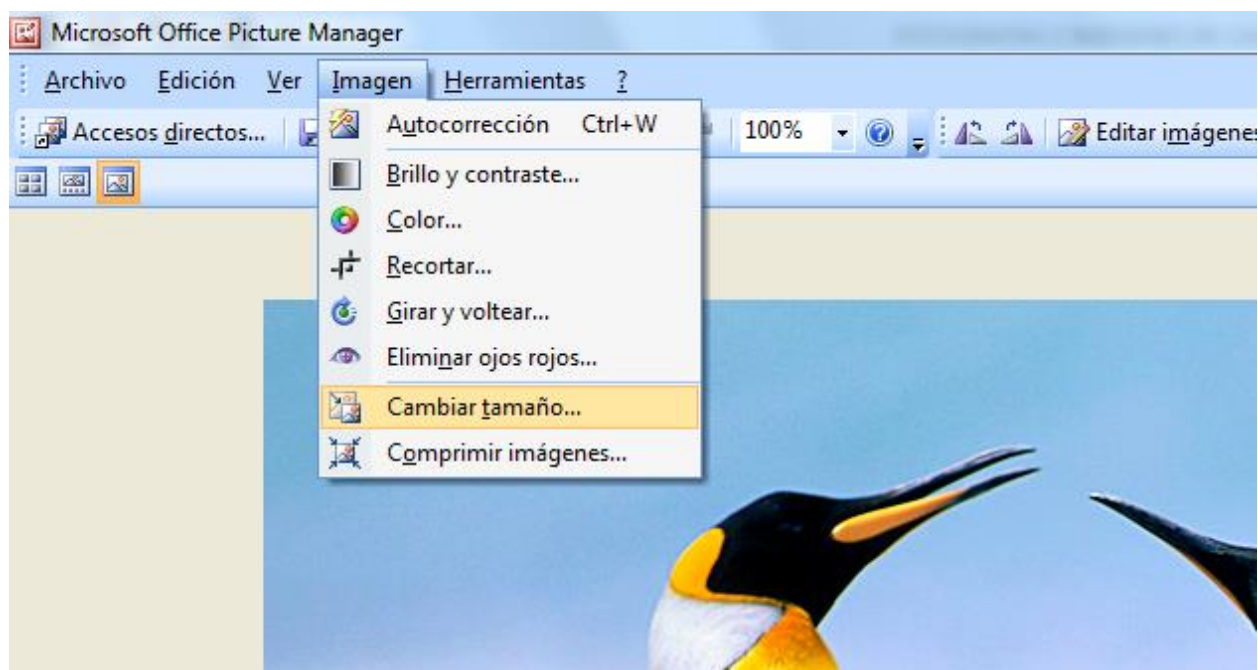 Microsoft Office Picture Manager
Archivo Edición Ver Imagen Herramientas ?
Accesos directos... 100% Editar imágenes
Autocorrección Ctrl+W
Brillo y contraste...
Color...
Recortar...
Girar y voltear...
Eliminar ojos rojos...
Cambiar tamaño...
Comprimir imágenes...